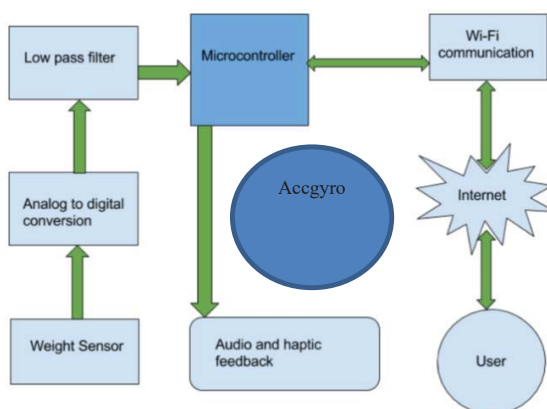 Low pass filter
Microcontroller
Wi-Fi
communication
Accgyro
Analog to digital
conversion
Internet
Weight Sensor
Audio and haptic
feedback
User